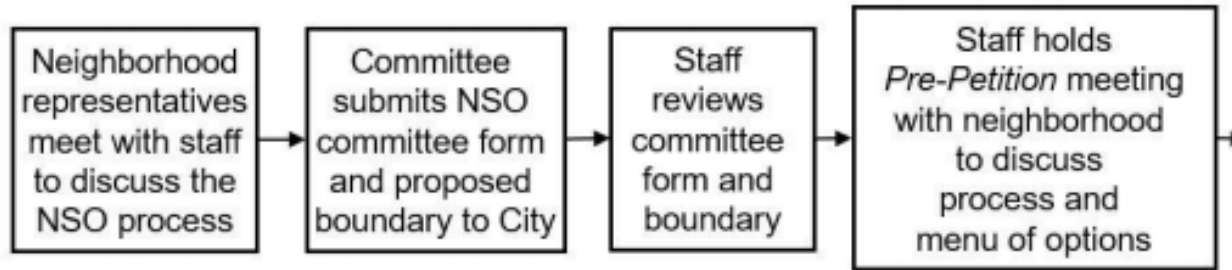 Neighborhood
representatives
meet with staff
to discuss the
NSO process
Committee
submits NSO
committee form
and proposed
boundary to City
Staff
reviews
committee
form and
boundary
Staff holds
Pre-Petition meeting
with neighborhood
to discuss
process and
menu of options